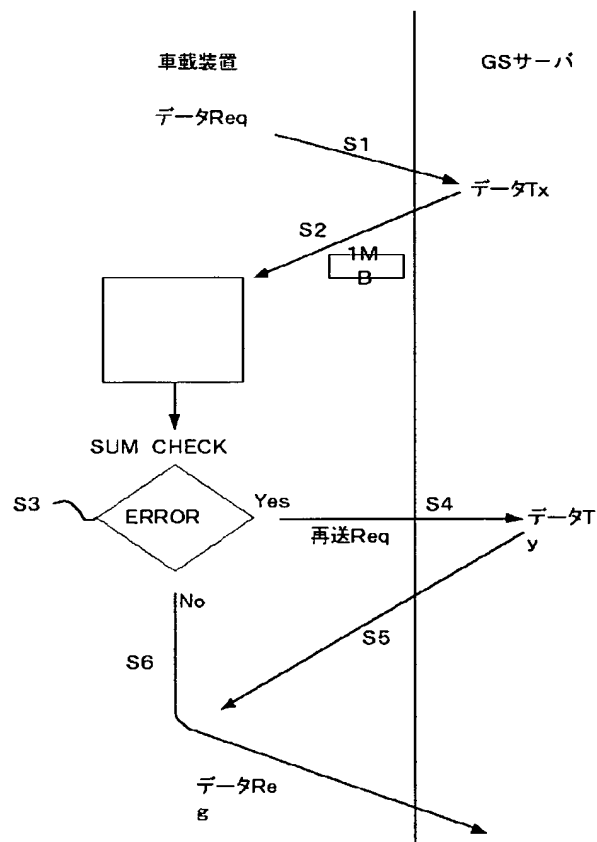 車載装置
GSサーバ
データReq
S1
データTx
S2
1M
B
SUM CHECK
S3
ERROR
Yes
S4
再送Req
データT
y
No
S5
S6
データRe
g